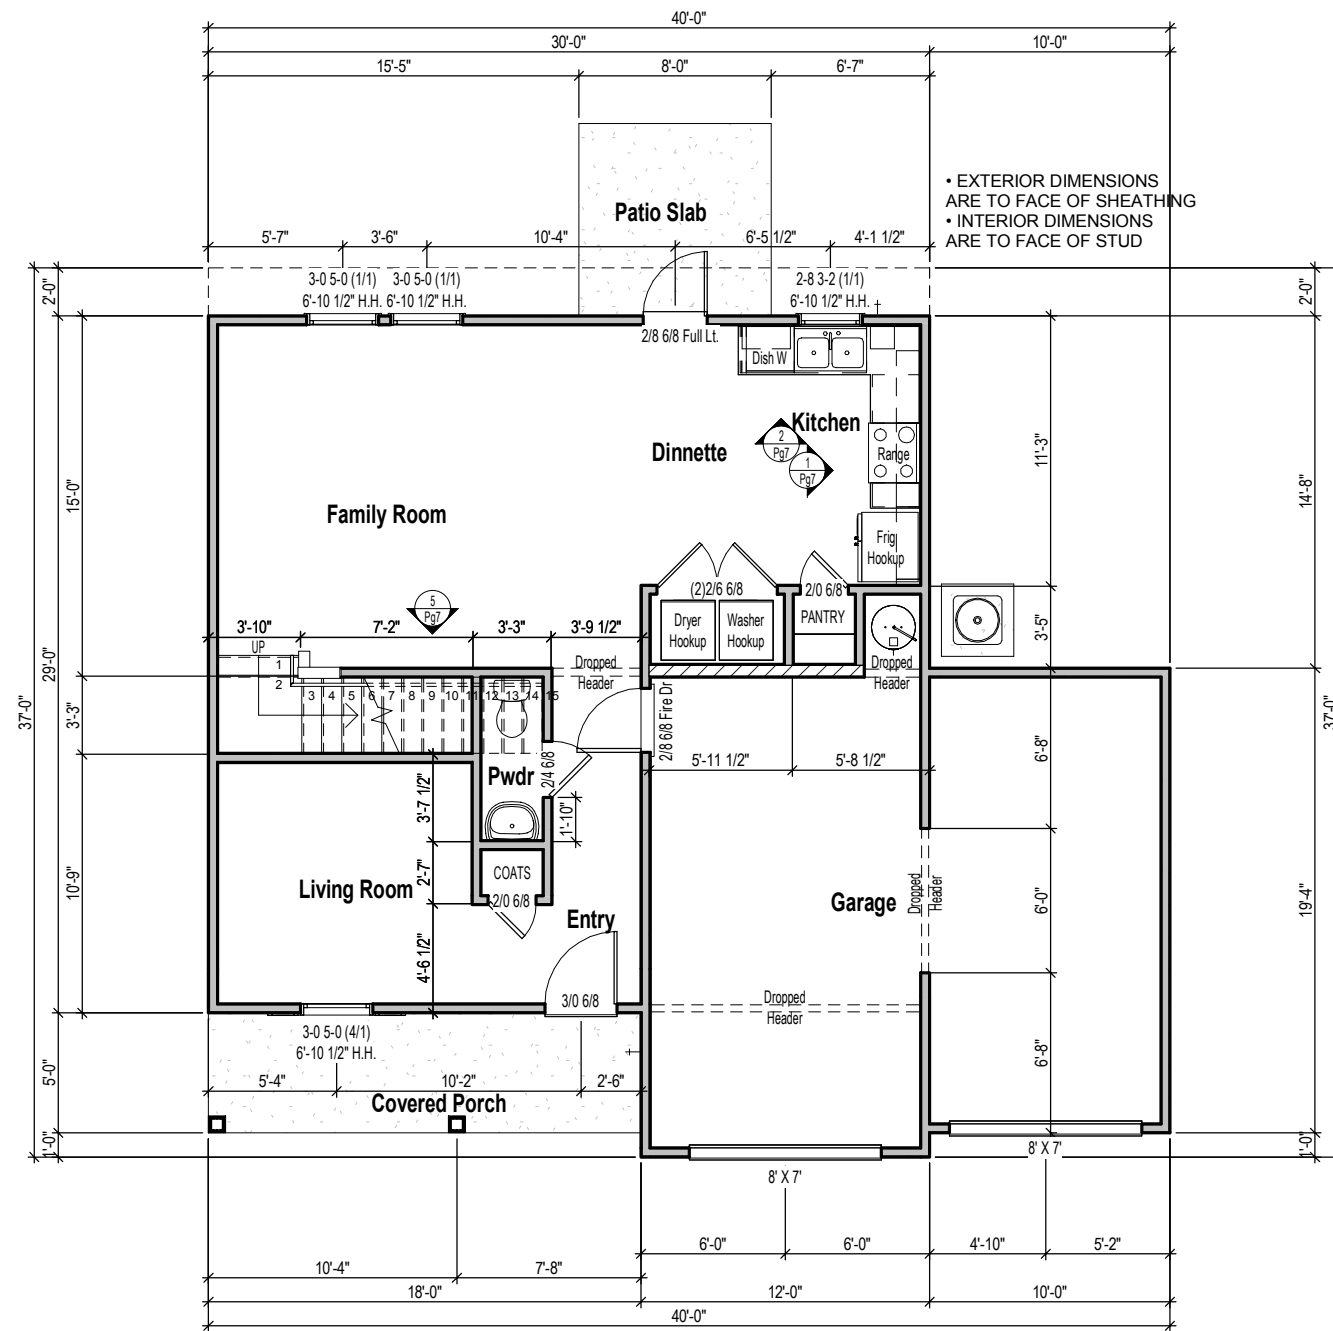 40'-0"
30'-0"
10'-0"
15'-5"
8'-0"
6'-7"
• EXTERIOR DIMENSIONS
ARE TO FACE OF SHEATHING
• INTERIOR DIMENSIONS
ARE TO FACE OF STUD
Patio Slab
5'-7"
3'-6"
10'-4"
6'-5 1/2"
4'-1 1/2"
2'-0"
3-0 5-0 (1/1)
6'-10 1/2" H.H.
3-0 5-0 (1/1)
6'-10 1/2" H.H.
2-8 3-2 (1/1)
6'-10 1/2" H.H.
2'-0"
2/8 6/8 Full Lt.
Dish W
Kitchen
2
Pg7
1
Pg7
Range
Dinnette
11'-3"
14'-8"
15'-0"
Family Room
Frig
Hookup
(2)2/6 6/8
2/0 6/8
Dryer
Hookup
Washer
Hookup
PANTRY
5
Pg7
3'-5"
3'-10"
7'-2"
3'-3"
3'-9 1/2"
UP
Dropped
Header
Dropped
Header
1
2
3
4
5
6
7
8
9
10
11
12
13
14
15
29'-0"
37'-0"
3'-3"
2/8 6/8 Fire Dr
37'-0"
5'-11 1/2"
5'-8 1/2"
6'-8"
2/4 6/8
Pwdr
3'-7 1/2"
1'-10"
COATS
2'-7"
10'-9"
Living Room
2/0 6/8
Entry
Garage
Dropped
Header
6'-0"
19'-4"
4'-6 1/2"
3/0 6/8
Dropped
Header
3-0 5-0 (4/1)
6'-10 1/2" H.H.
6'-8"
5'-0"
5'-4"
10'-2"
2'-6"
Covered Porch
1'-0"
8' X 7'
8' X 7'
1'-0"
6'-0"
6'-0"
4'-10"
5'-2"
10'-4"
7'-8"
18'-0"
12'-0"
10'-0"
40'-0"